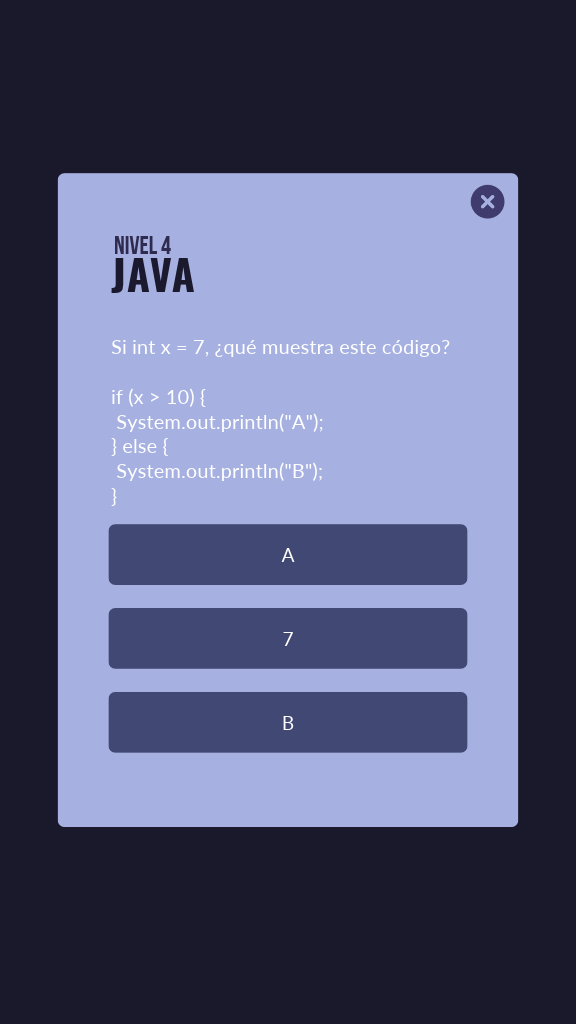 NIVEL 4
JAVA
Si int x = 7, ¿qué muestra este código?
if (x > 10) {
System.out.println("A");
} else {
System.out.println("B");
}
A
7
B